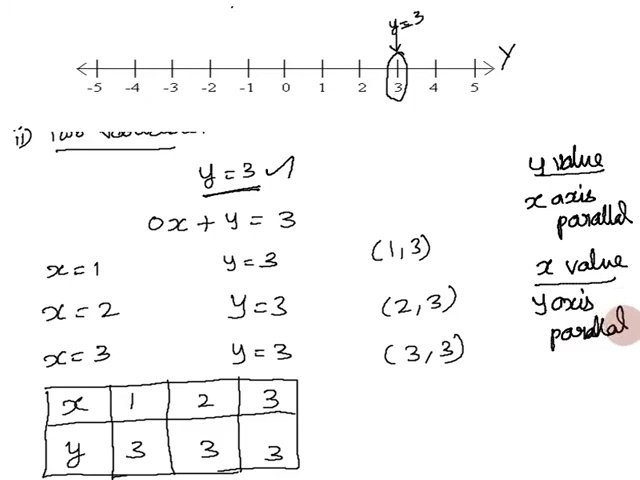 y=3
Y
-5 -4 -3 -2 -1 0 1 2 3 4 5
ii) Two
y = 3 ✓
0x + y = 3
x = 1 y = 3 (1,3)
x = 2 y = 3 (2,3)
x = 3 y = 3 (3,3)
x 1 2 3
y 3 3 3
y value
x axis
parallel
x value
y axis
parallel